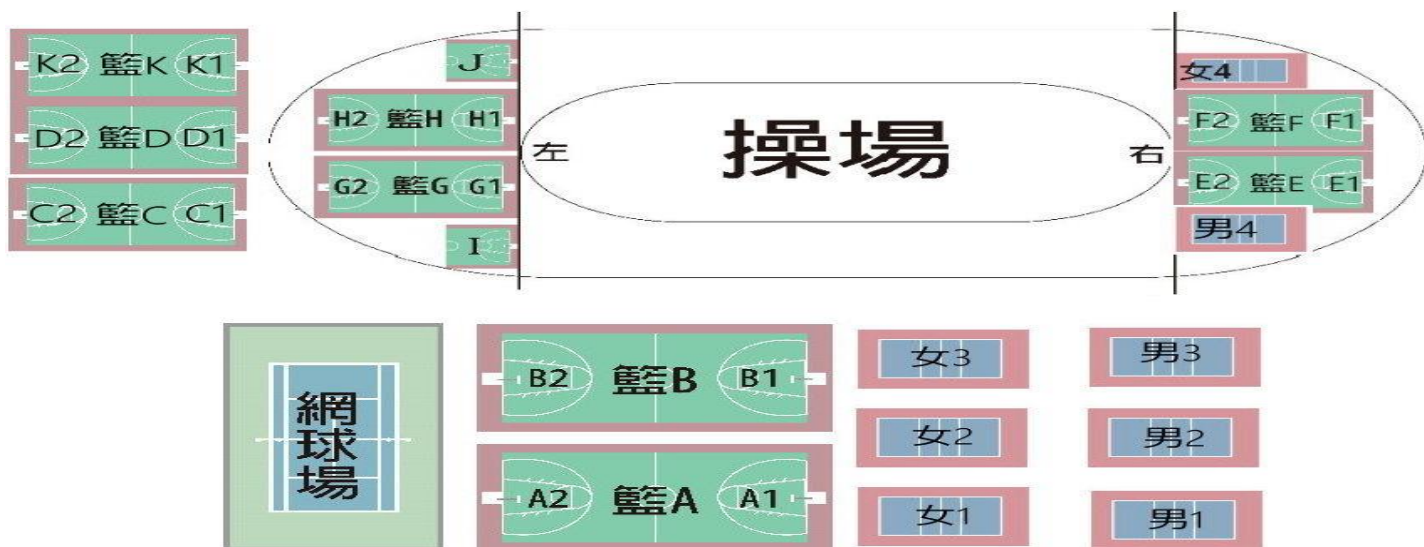 K2 籃K K1
D2 籃D D1
C2 籃C C1
J
H2 籃H H1
G2 籃G G1
I
左
操場
右
女4
F2 籃F F1
E2 籃E E1
男4
網球場
B2 籃B B1
A2 籃A A1
女3
男3
女2
男2
女1
男1